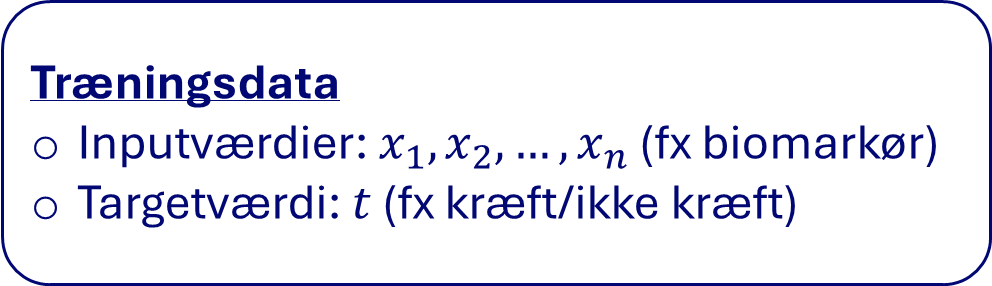 Træningsdata
o Inputværdier: x₁, x₂, … , xₙ (fx biomarkør)
o Targetværdi: t (fx kræft/ikke kræft)